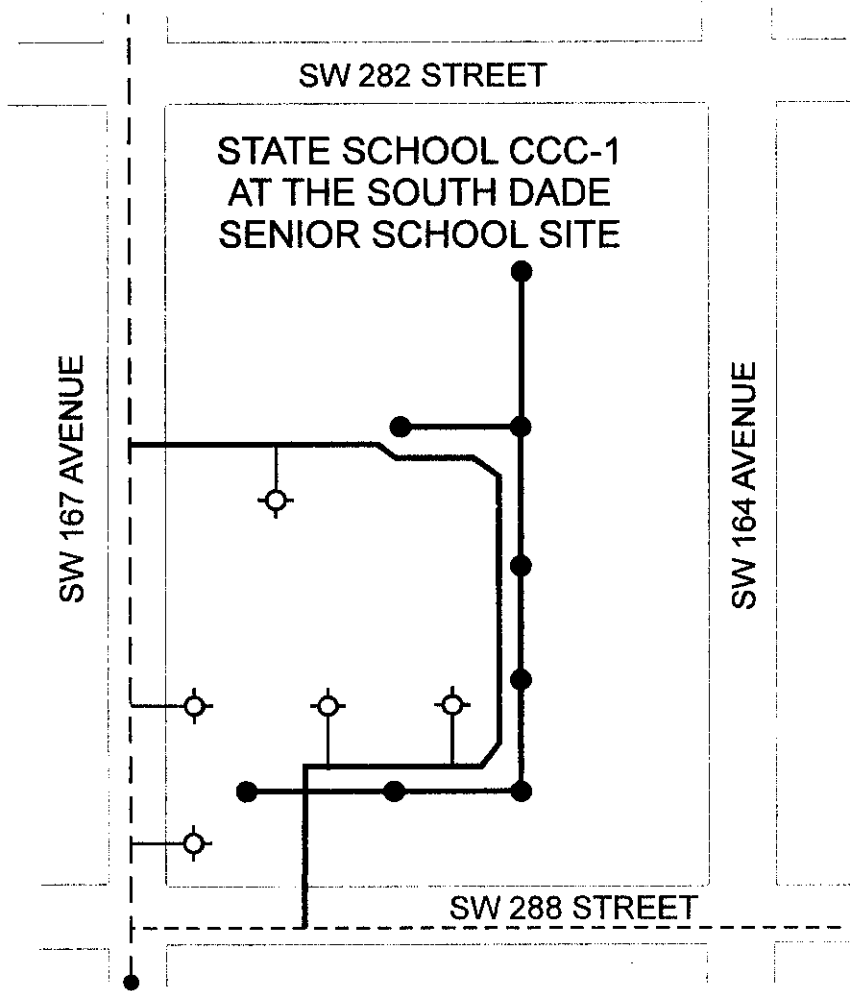 SW 282 STREET
STATE SCHOOL CCC-1
AT THE SOUTH DADE
SENIOR SCHOOL SITE
SW 167 AVENUE
SW 164 AVENUE
SW 288 STREET